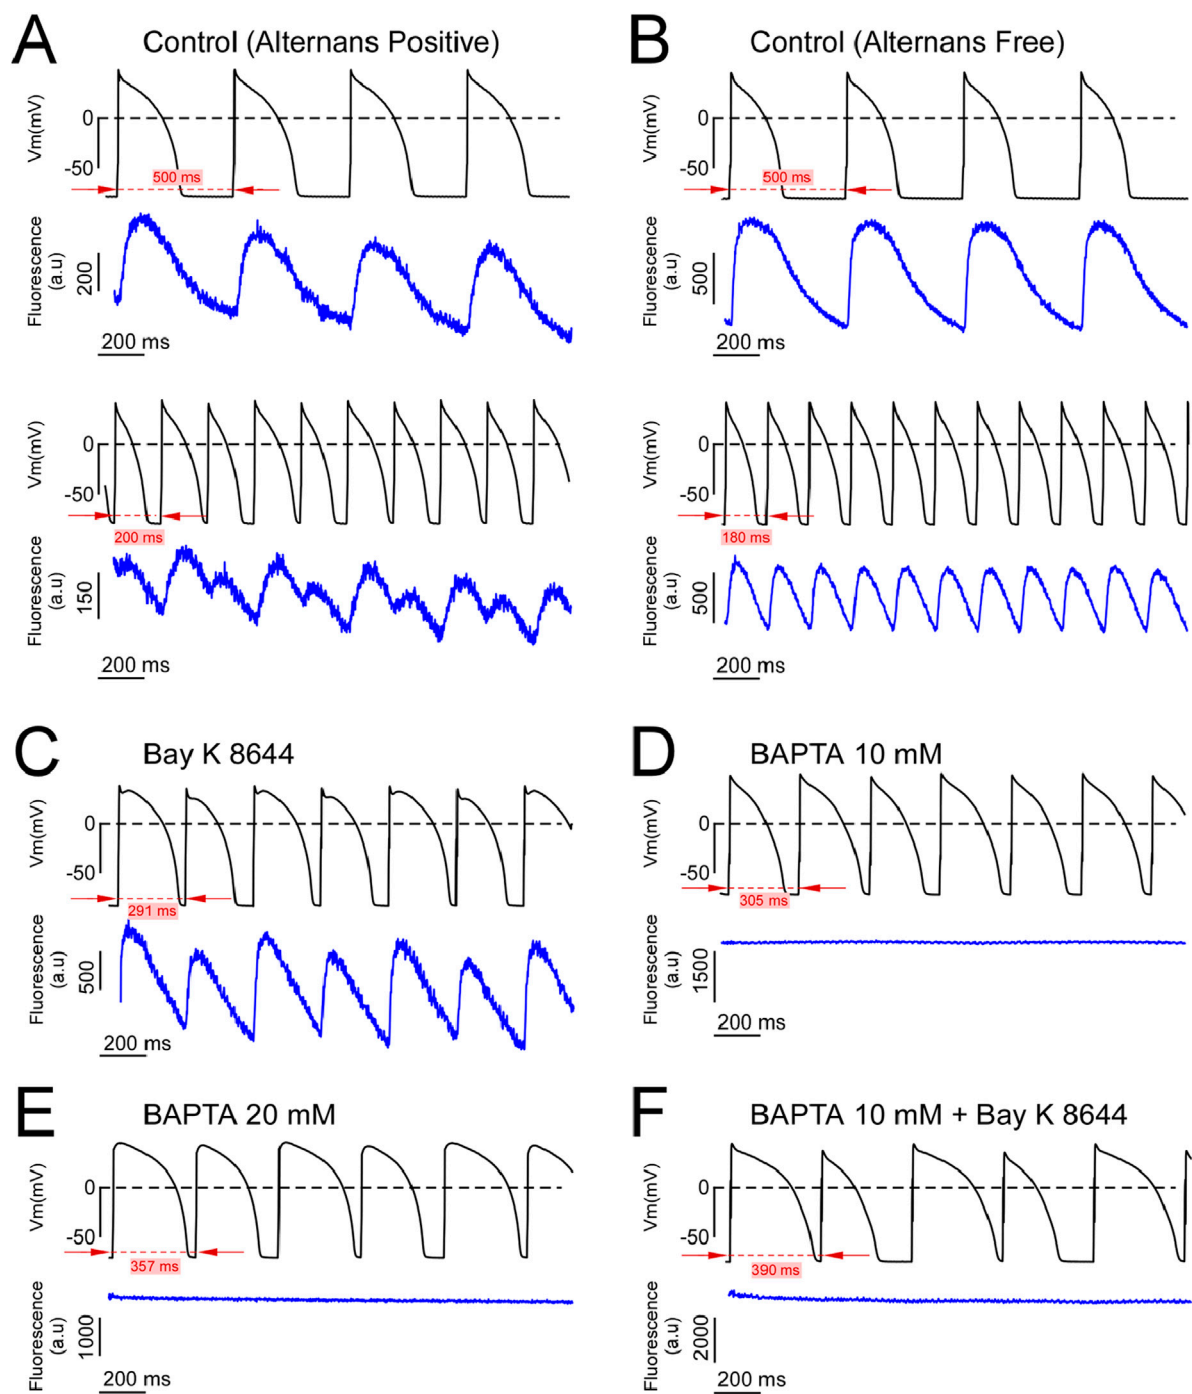 A
Control (Alternans Positive)
Vm(mV)
0
-50
500 ms
Fluorescence
(a.u)
200
200 ms
Vm(mV)
0
-50
200 ms
Fluorescence
(a.u)
150
200 ms
B
Control (Alternans Free)
Vm(mV)
0
-50
500 ms
Fluorescence
(a.u)
500
200 ms
Vm(mV)
0
-50
180 ms
Fluorescence
(a.u)
500
200 ms
C
Bay K 8644
Vm(mV)
0
-50
291 ms
Fluorescence
(a.u)
500
200 ms
D
BAPTA 10 mM
Vm(mV)
0
-50
305 ms
Fluorescence
(a.u)
1500
200 ms
E
BAPTA 20 mM
Vm(mV)
0
-50
357 ms
Fluorescence
(a.u)
1000
200 ms
F
BAPTA 10 mM + Bay K 8644
Vm(mV)
0
-50
390 ms
Fluorescence
(a.u)
2000
200 ms